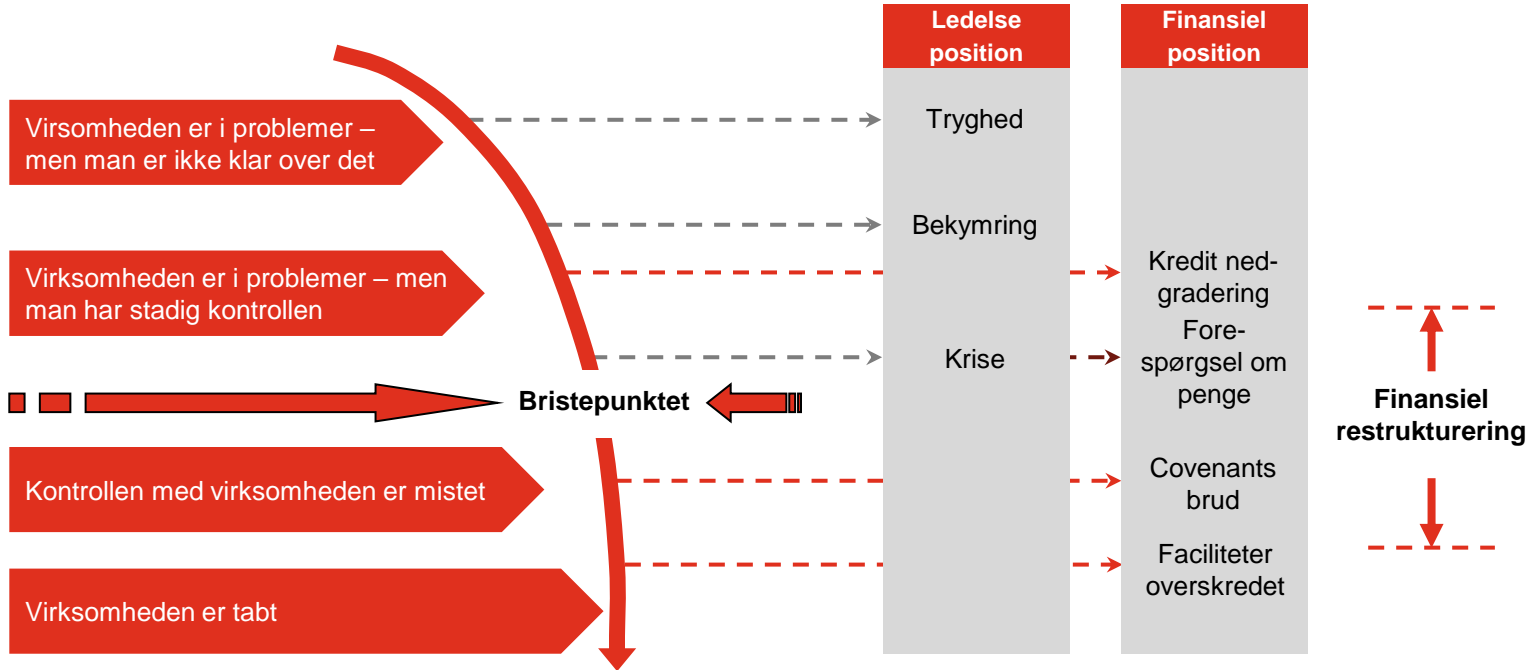 Ledelse
position
Finansiel
position
Virsomheden er i problemer –
men man er ikke klar over det
Tryghed
Bekymring
Virksomheden er i problemer – men
man har stadig kontrollen
Kredit ned-
gradering
Krise
Fore-
spørgsel om
penge
Bristepunktet
Finansiel
restrukturering
Kontrollen med virksomheden er mistet
Covenants
brud
Faciliteter
overskredet
Virksomheden er tabt